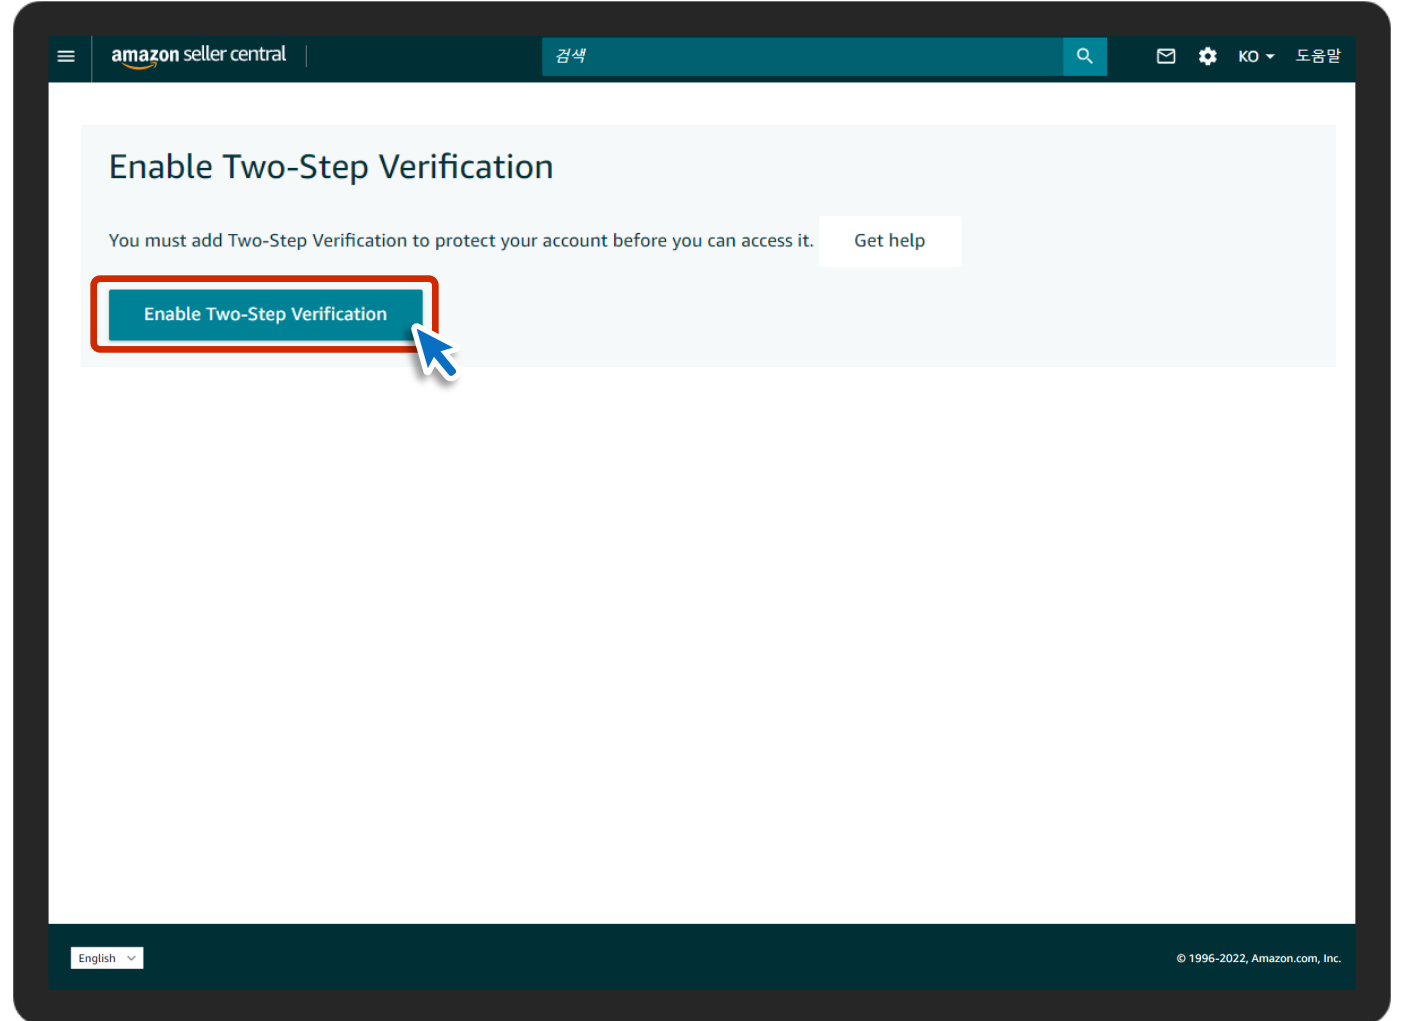 amazon seller central
검색
KO
도움말
Enable Two-Step Verification
You must add Two-Step Verification to protect your account before you can access it.
Get help
Enable Two-Step Verification
English
© 1996-2022, Amazon.com, Inc.